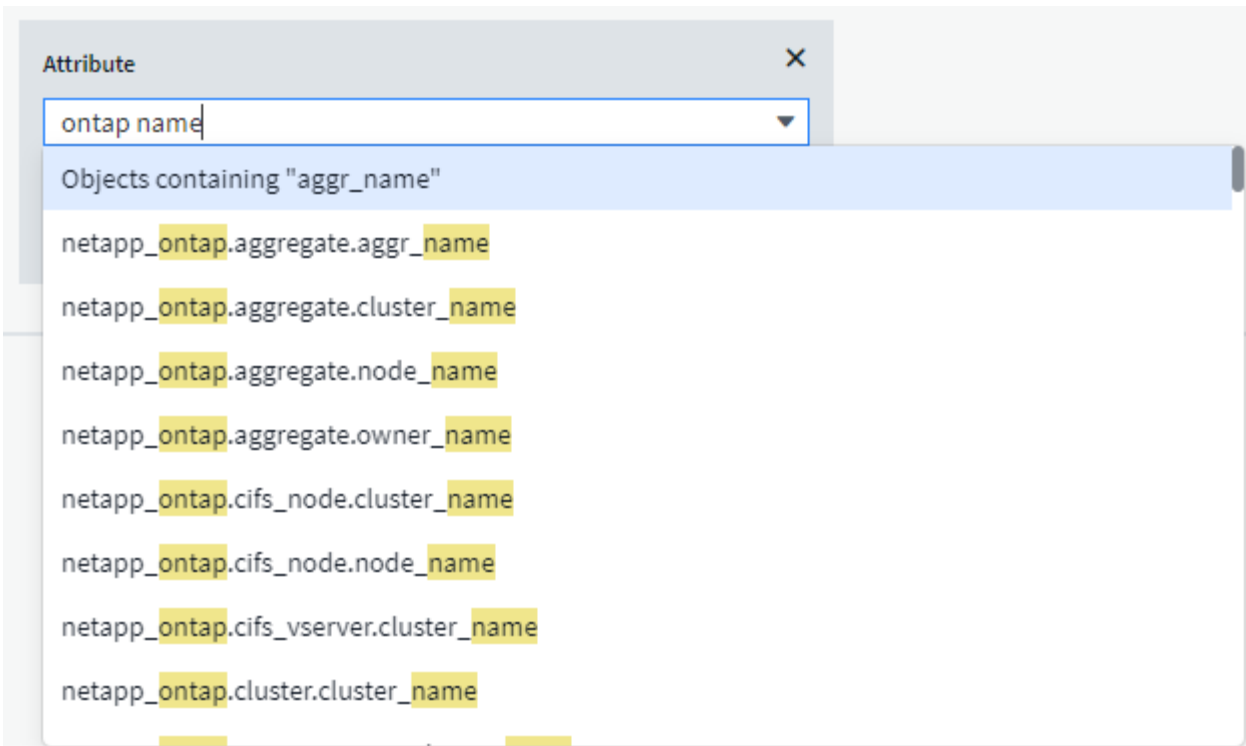 Attribute
ontap name
Objects containing "aggr_name"
netapp_ontap.aggregate.aggr_name
netapp_ontap.aggregate.cluster_name
netapp_ontap.aggregate.node_name
netapp_ontap.aggregate.owner_name
netapp_ontap.cifs_node.cluster_name
netapp_ontap.cifs_node.node_name
netapp_ontap.cifs_vserver.cluster_name
netapp_ontap.cluster.cluster_name